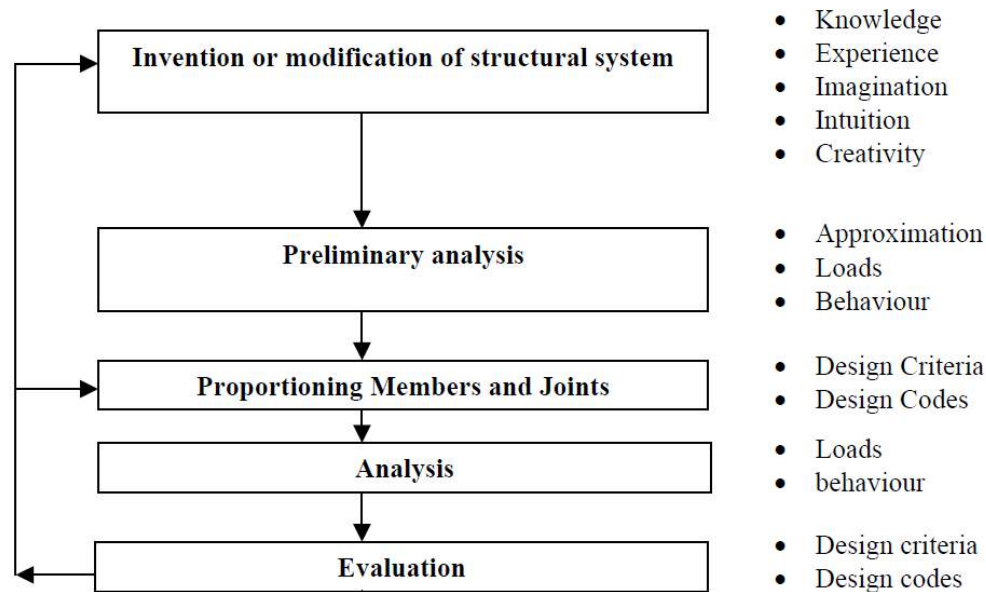 Invention or modification of structural system
• Knowledge
• Experience
• Imagination
• Intuition
• Creativity
Preliminary analysis
• Approximation
• Loads
• Behaviour
Proportioning Members and Joints
• Design Criteria
• Design Codes
Analysis
• Loads
• behaviour
Evaluation
• Design criteria
• Design codes